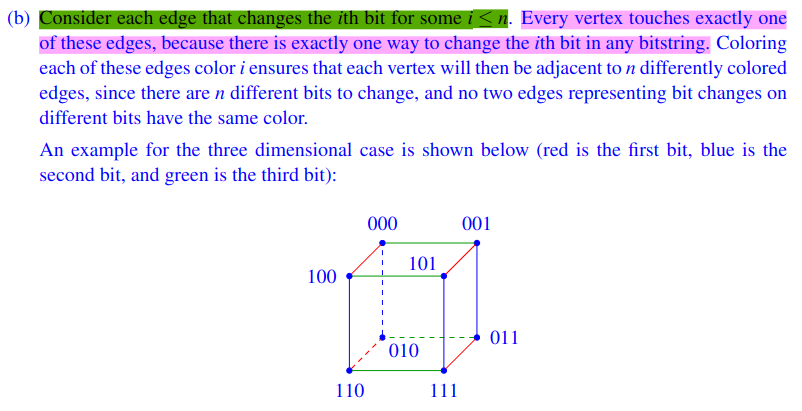 (b) Consider each edge that changes the ith bit for some i ≤ n. Every vertex touches exactly one
of these edges, because there is exactly one way to change the ith bit in any bitstring. Coloring
each of these edges color i ensures that each vertex will then be adjacent to n differently colored
edges, since there are n different bits to change, and no two edges representing bit changes on
different bits have the same color.
An example for the three dimensional case is shown below (red is the first bit, blue is the
second bit, and green is the third bit):
000 001
100 101
010 011
110 111